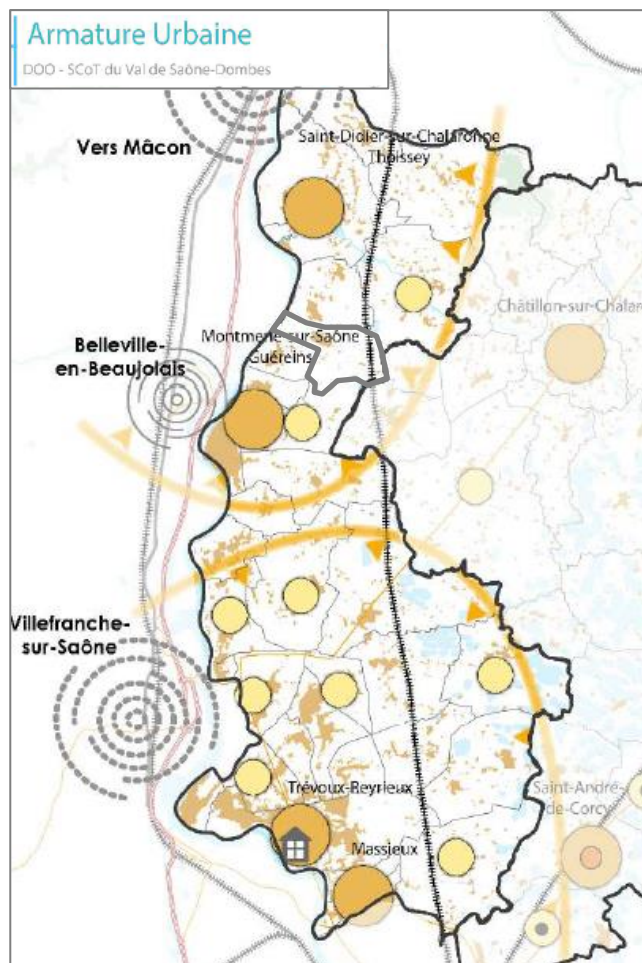 Armature Urbaine
DOO - SCoT du Val de Saône-Dombes
Vers Mâcon
Saint-Didier-sur-Chalaronne
Thoissey
Châtillon-sur-Chalar
Montmerle-sur-Saône
Guéreins
Belleville-
en-Beaujolais
Villefranche-
sur-Saône
Trévoux-Reyrieux
Saint-André-
de-Corcy
Massieux